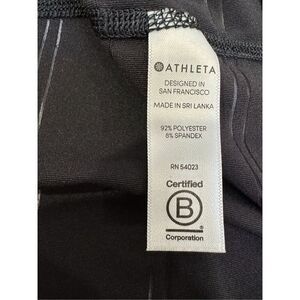 ATHLETA
DESIGNED IN
SAN FRANCISCO
MADE IN SRI LANKA
92% POLYESTER
8% SPANDEX
RN 54023
Certified
B
Corporation